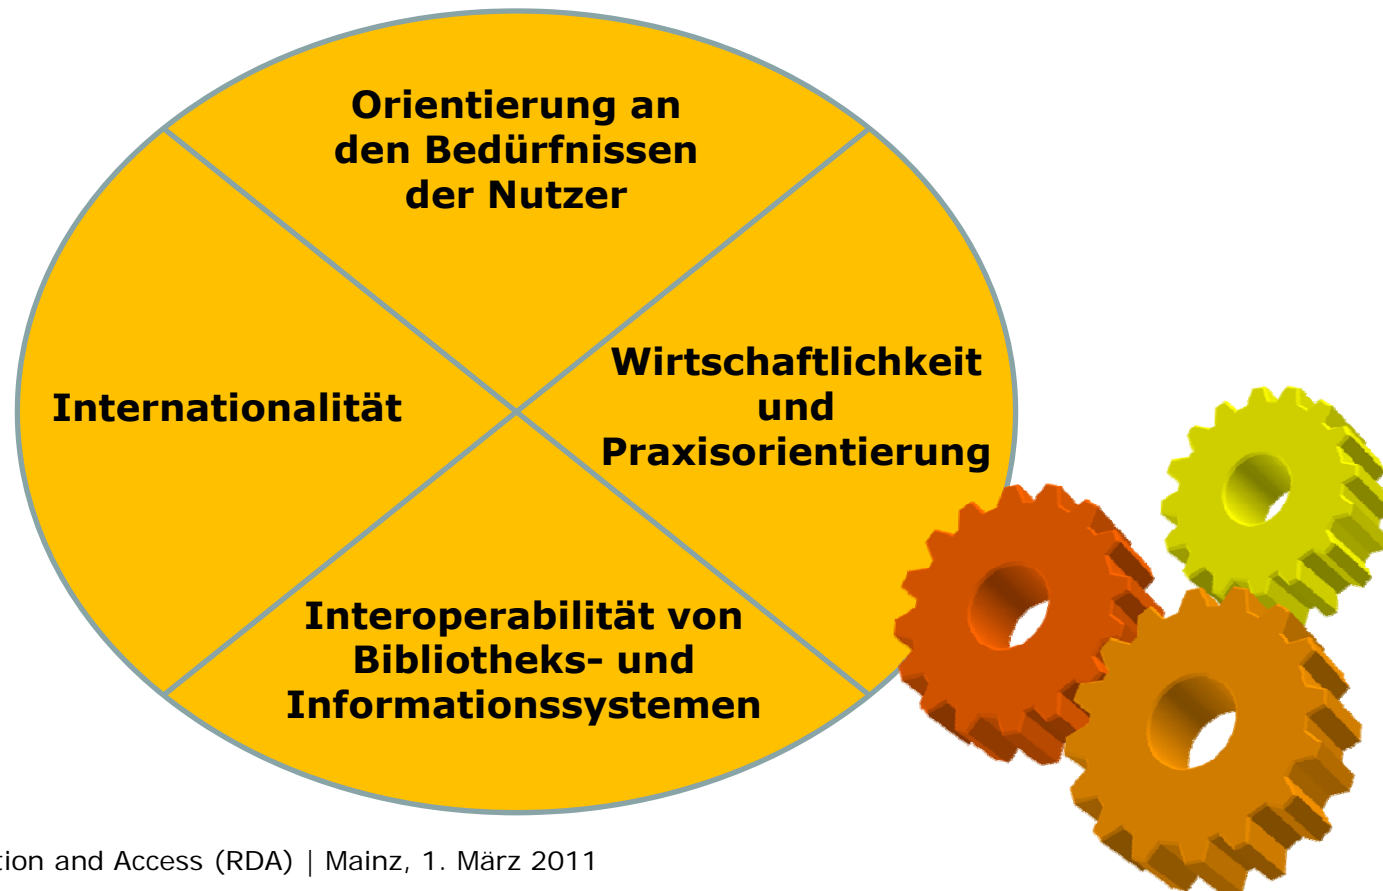 Orientierung an
den Bedürfnissen
der Nutzer
Internationalität
Wirtschaftlichkeit
und
Praxisorientierung
Interoperabilität von
Bibliotheks- und
Informationssystemen
tion and Access (RDA) | Mainz, 1. März 2011